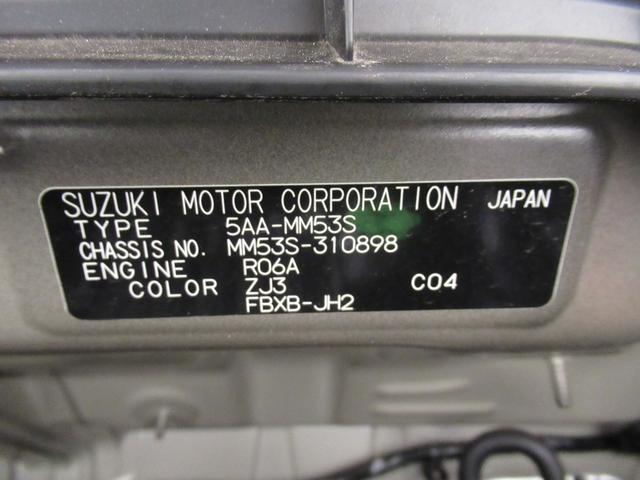 SUZUKI MOTOR CORPORATION JAPAN
TYPE 5AA-MM53S
CHASSIS NO. MM53S-310898
ENGINE R06A
COLOR ZJ3 C04
FBXB-JH2